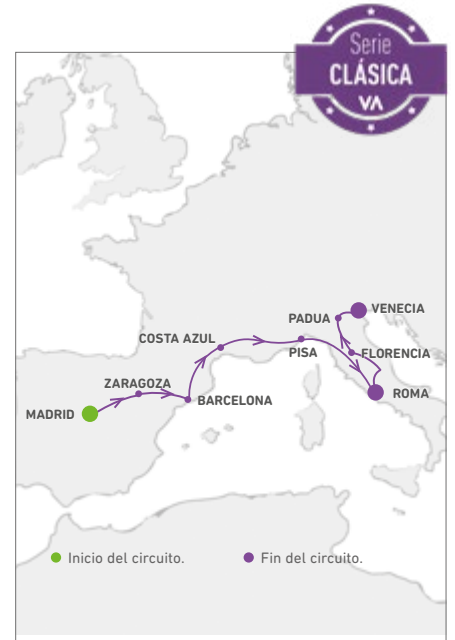 Serie
CLÁSICA
VA
VENECIA
PADUA
COSTA AZUL
PISA
FLORENCIA
ZARAGOZA
ROMA
BARCELONA
MADRID
Inicio del circuito.
Fin del circuito.